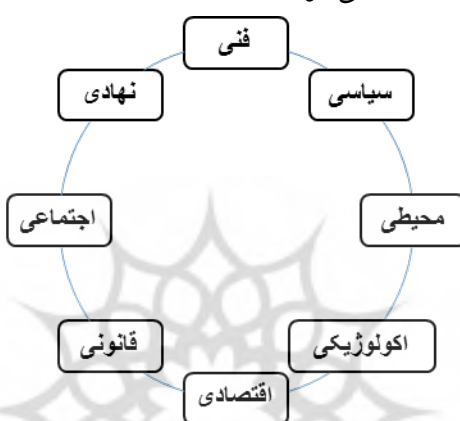 فنی
سیاسی
محیطی
اکولوژیکی
اقتصادی
قانونی
اجتماعی
نهادی